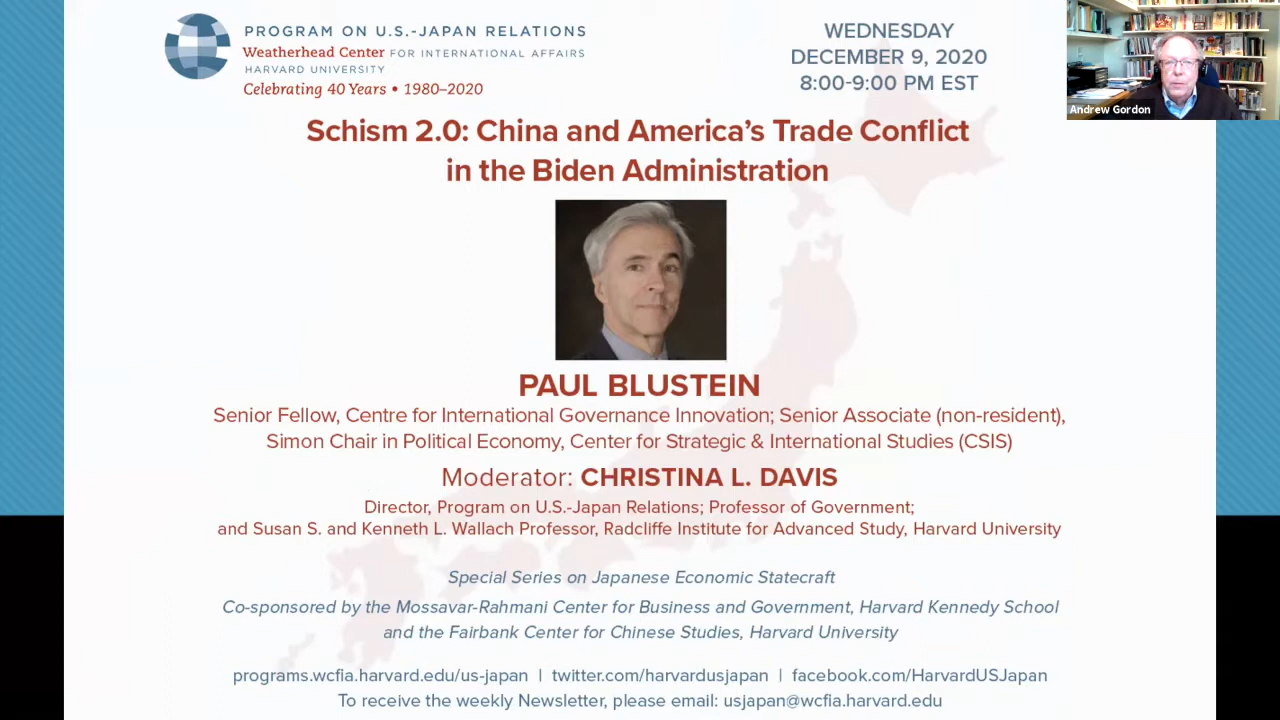 PROGRAM ON U.S.-JAPAN RELATIONS
Weatherhead Center FOR INTERNATIONAL AFFAIRS
HARVARD UNIVERSITY
Celebrating 40 Years • 1980–2020
WEDNESDAY
DECEMBER 9, 2020
8:00-9:00 PM EST
Andrew Gordon
Schism 2.0: China and America's Trade Conflict
in the Biden Administration
PAUL BLUSTEIN
Senior Fellow, Centre for International Governance Innovation; Senior Associate (non-resident),
Simon Chair in Political Economy, Center for Strategic & International Studies (CSIS)
Moderator: CHRISTINA L. DAVIS
Director, Program on U.S.-Japan Relations; Professor of Government;
and Susan S. and Kenneth L. Wallach Professor, Radcliffe Institute for Advanced Study, Harvard University
Special Series on Japanese Economic Statecraft
Co-sponsored by the Mossavar-Rahmani Center for Business and Government, Harvard Kennedy School
and the Fairbank Center for Chinese Studies, Harvard University
programs.wcfia.harvard.edu/us-japan | twitter.com/harvardusjapan | facebook.com/HarvardUSJapan
To receive the weekly Newsletter, please email: usjapan@wcfia.harvard.edu